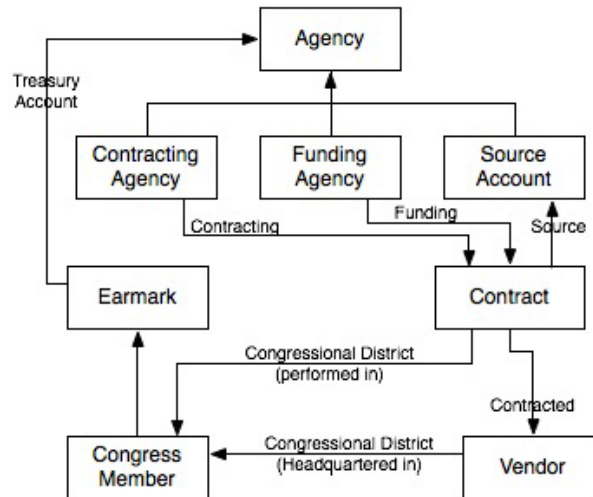 Agency
Treasury
Account
Contracting
Agency
Funding
Agency
Source
Account
Contracting
Funding
Source
Earmark
Contract
Congressional District
(performed in)
Contracted
Congress
Member
Congressional District
(Headquartered in)
Vendor